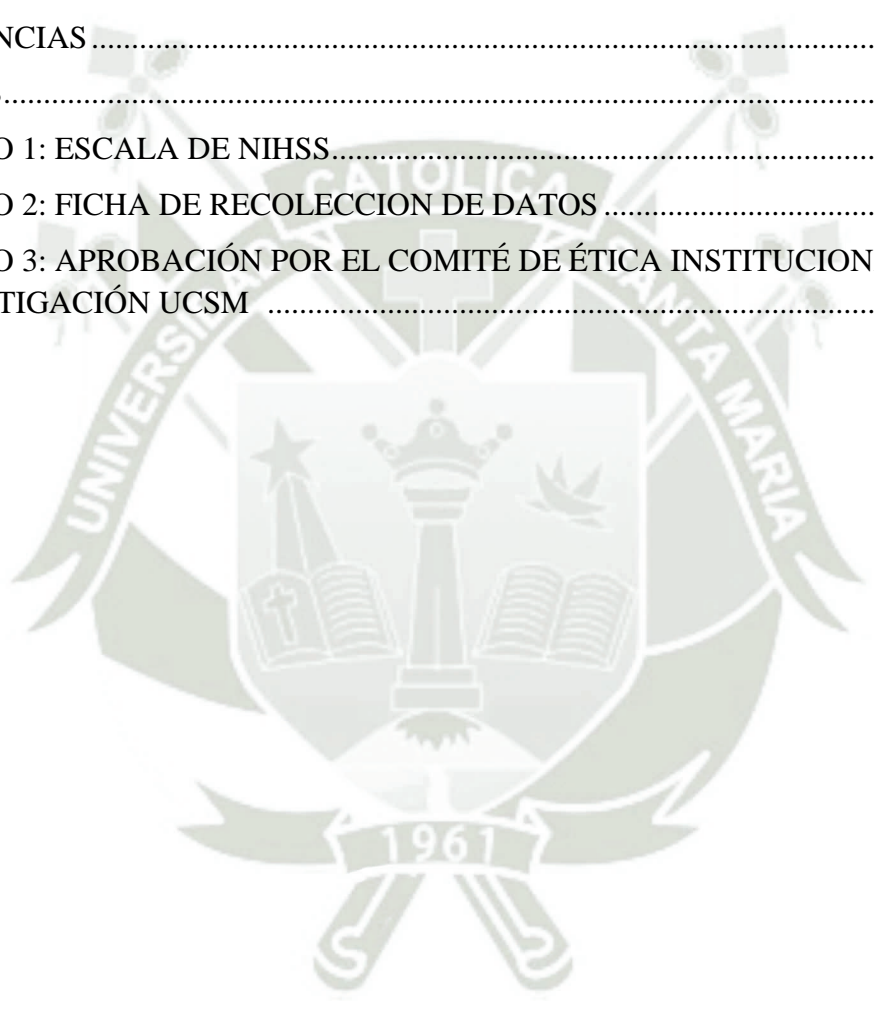 NCIAS ....................................................................................................
....................................................................................................
O 1: ESCALA DE NIHSS....................................................................
O 2: FICHA DE RECOLECCION DE DATOS ..................................
O 3: APROBACIÓN POR EL COMITÉ DE ÉTICA INSTITUCION
TIGACIÓN UCSM ..........................................................................
UNIVERSIDAD CATOLICA SANTA MARIA
1961